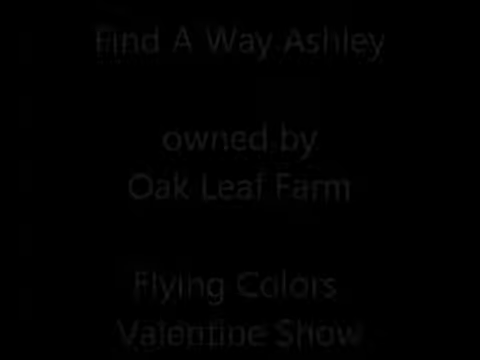 Find A Way Ashley
owned by
Oak Leaf Farm
Flying Colors
Valentine Show